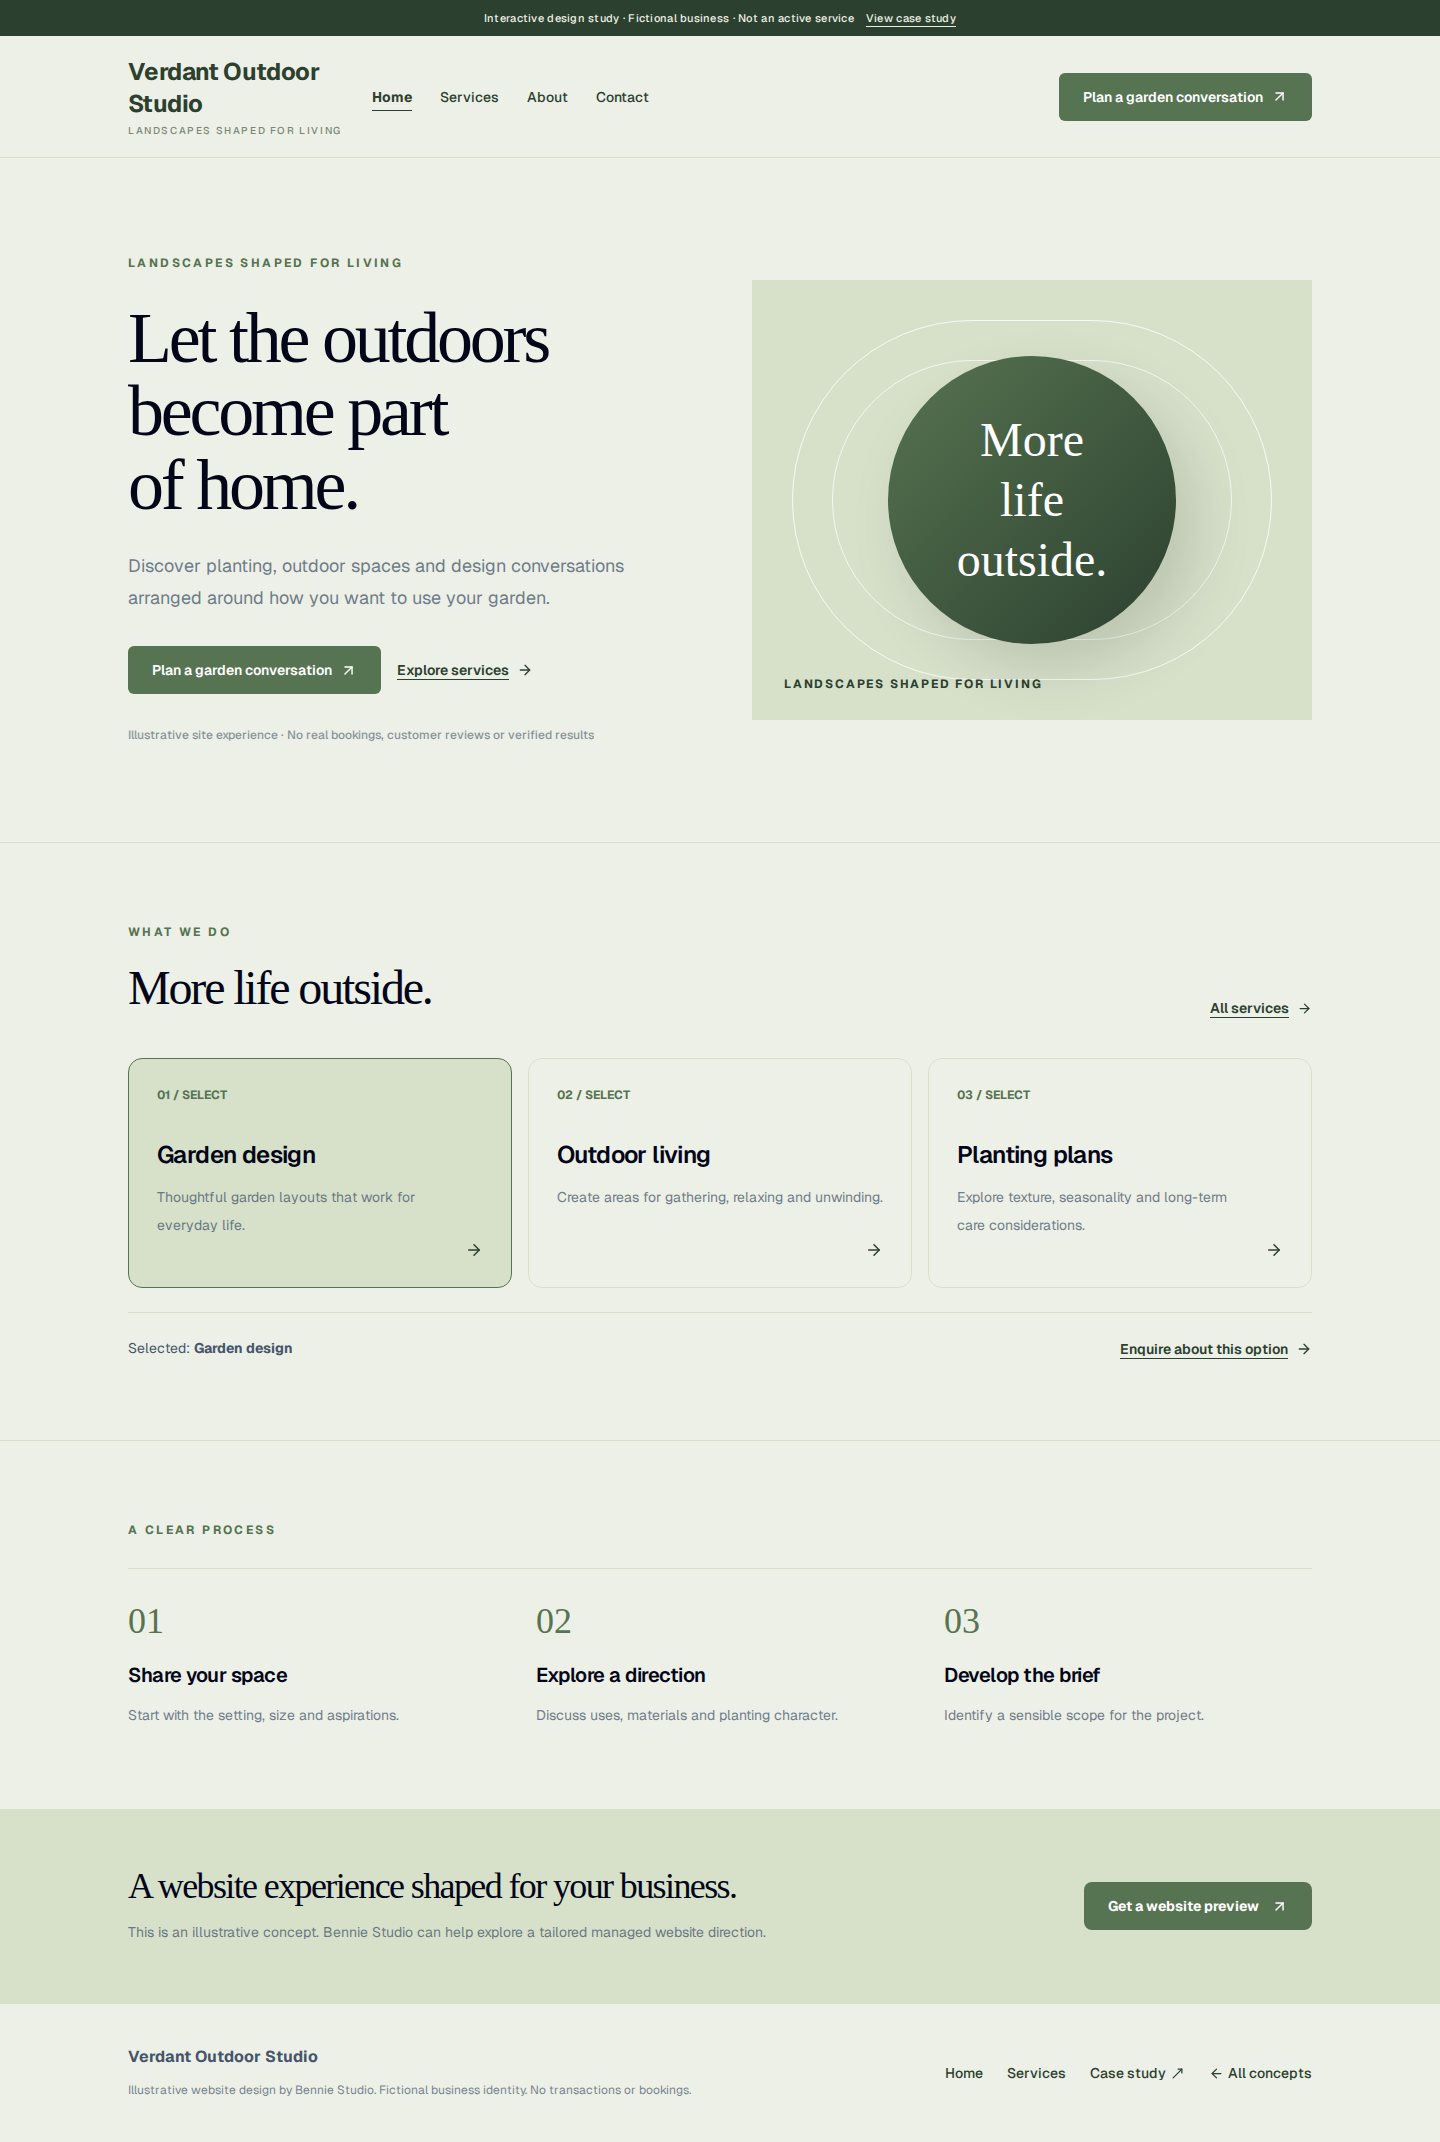 Interactive design study · Fictional business · Not an active service View case study
Verdant Outdoor
Studio
LANDSCAPES SHAPED FOR LIVING
Home Services About Contact
Plan a garden conversation
LANDSCAPES SHAPED FOR LIVING
Let the outdoors
become part
of home.
Discover planting, outdoor spaces and design conversations
arranged around how you want to use your garden.
Plan a garden conversation
Explore services →
Illustrative site experience · No real bookings, customer reviews or verified results
More
life
outside.
LANDSCAPES SHAPED FOR LIVING
WHAT WE DO
More life outside.
All services →
01 / SELECT
Garden design
Thoughtful garden layouts that work for
everyday life.
→
02 / SELECT
Outdoor living
Create areas for gathering, relaxing and unwinding.
→
03 / SELECT
Planting plans
Explore texture, seasonality and long-term
care considerations.
→
Selected: Garden design
Enquire about this option →
A CLEAR PROCESS
01
Share your space
Start with the setting, size and aspirations.
02
Explore a direction
Discuss uses, materials and planting character.
03
Develop the brief
Identify a sensible scope for the project.
A website experience shaped for your business.
This is an illustrative concept. Bennie Studio can help explore a tailored managed website direction.
Get a website preview
Verdant Outdoor Studio
Illustrative website design by Bennie Studio. Fictional business identity. No transactions or bookings.
Home Services Case study ↗ ← All concepts